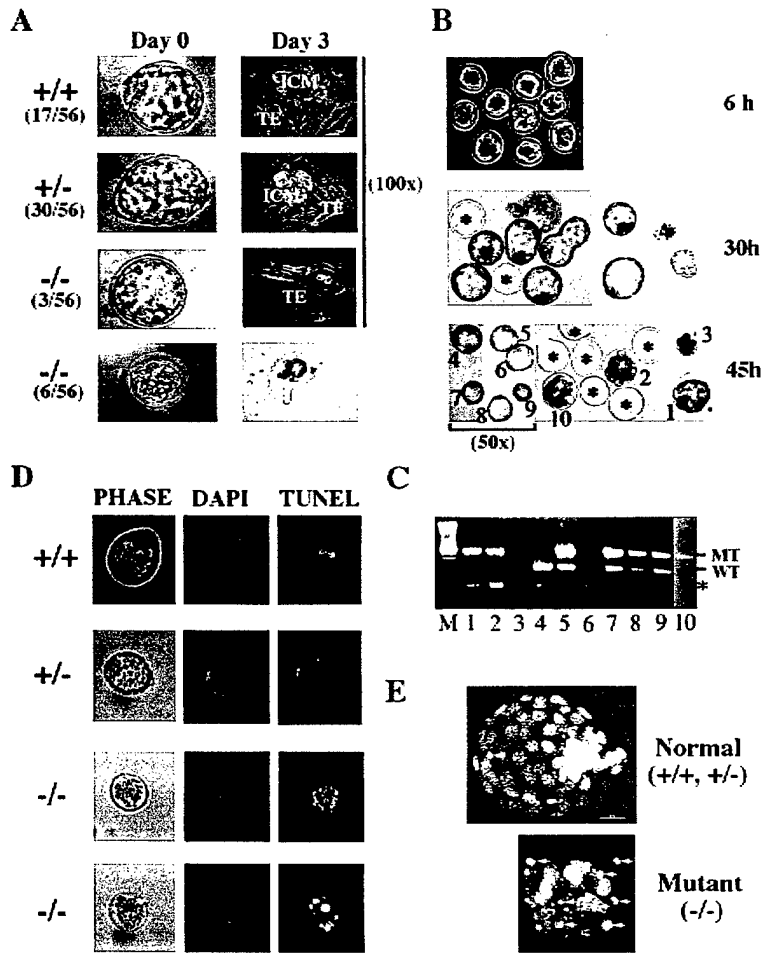 A
Day 0
Day 3
+/+
(17/56)
ICM
TE
+/-
(30/56)
ICM
TE
(100x)
-/-
(3/56)
TE
-/-
(6/56)
B
6 h
*
30h
*
4
5
6
7
8
9
10
2
3
1
* * * * * *
45h
(50x)
C
MT
WT
*
M 1 2 3 4 5 6 7 8 9 10
D
PHASE DAPI TUNEL
+/+
+/-
-/-
-/-
E
Normal
(+/+, +/-)
Mutant
(-/-)